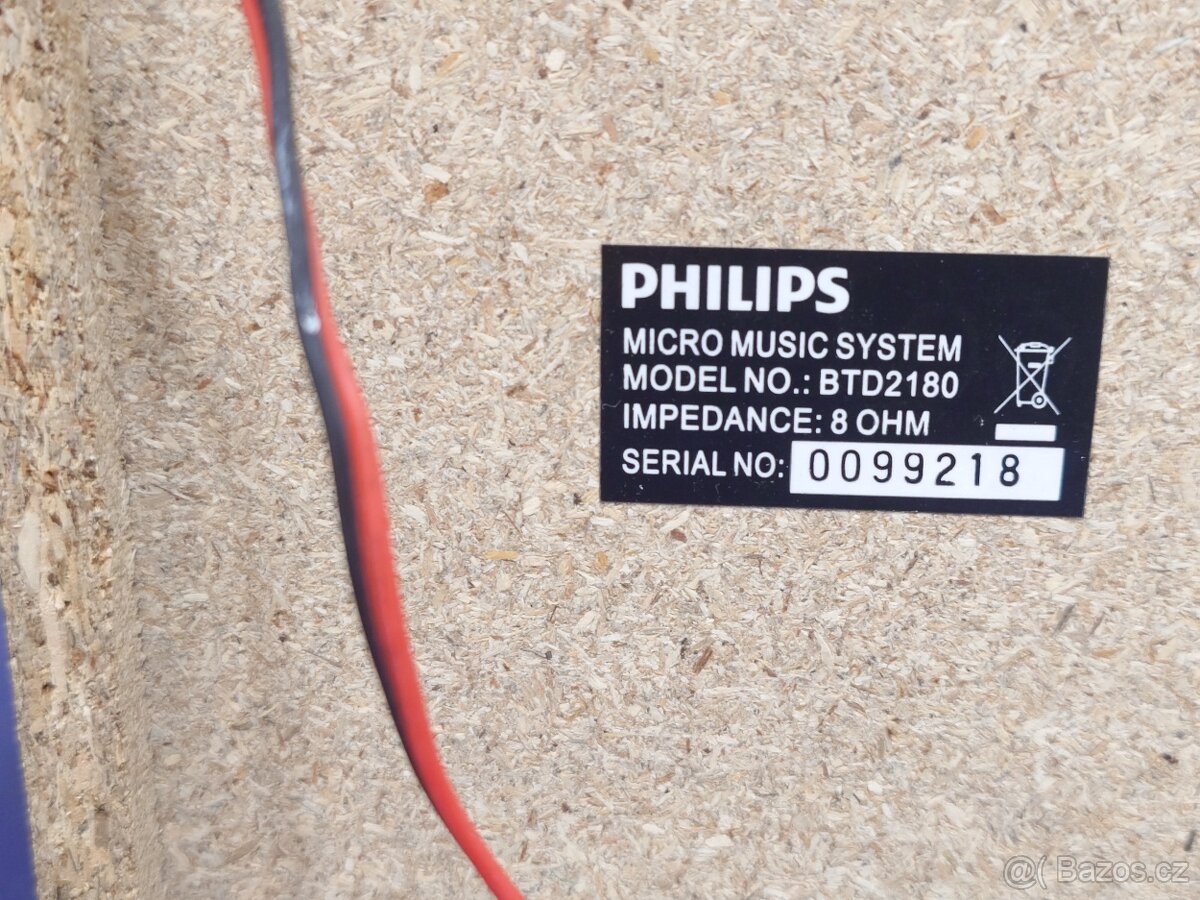 PHILIPS
MICRO MUSIC SYSTEM
MODEL NO.: BTD2180
IMPEDANCE: 8 OHM
SERIAL NO: 0099218
@( Bazos.cz